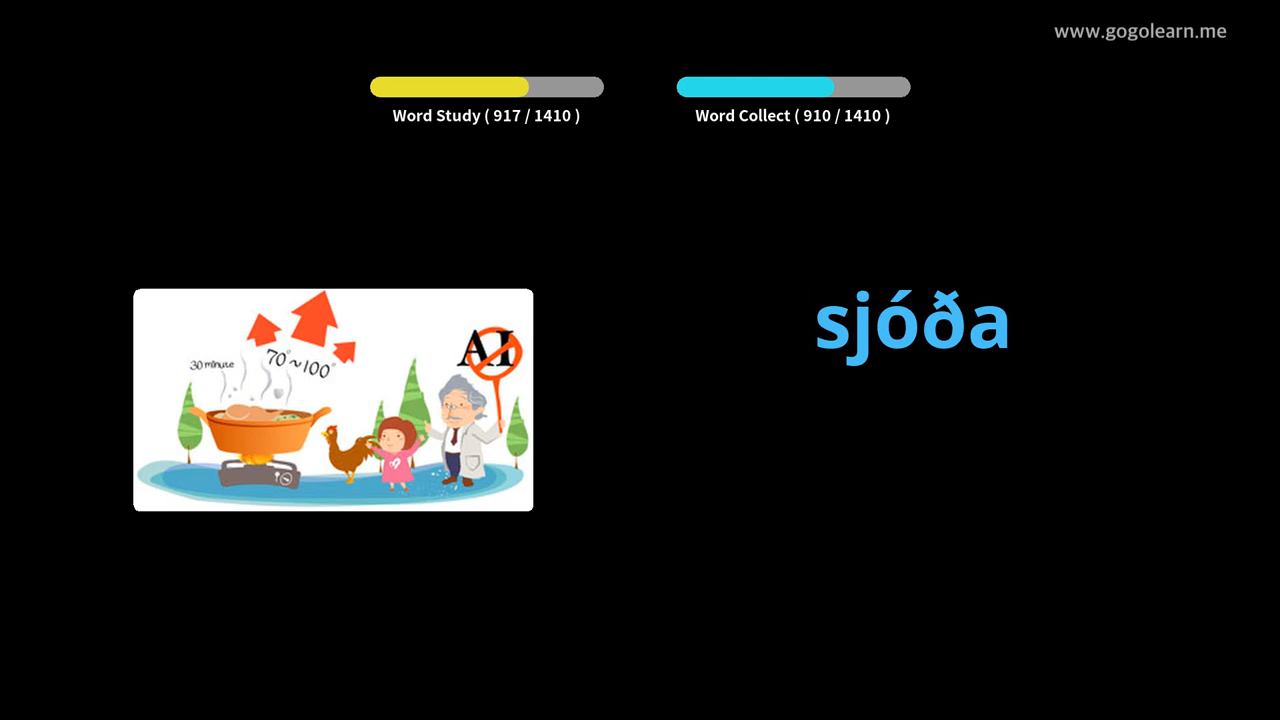 www.gogolearn.me
Word Study ( 917 / 1410 )
Word Collect ( 910 / 1410 )
30 minute
70°~100°
AI
sjóða